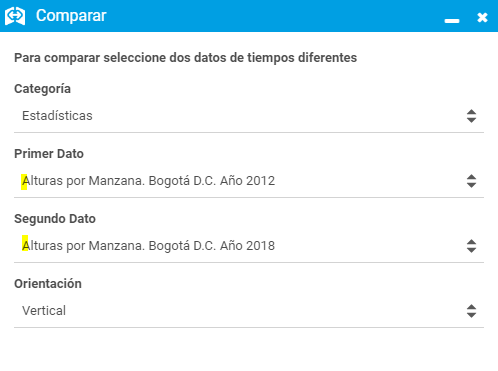 Comparar
Para comparar seleccione dos datos de tiempos diferentes
Categoría
Estadísticas
Primer Dato
Alturas por Manzana. Bogotá D.C. Año 2012
Segundo Dato
Alturas por Manzana. Bogotá D.C. Año 2018
Orientación
Vertical